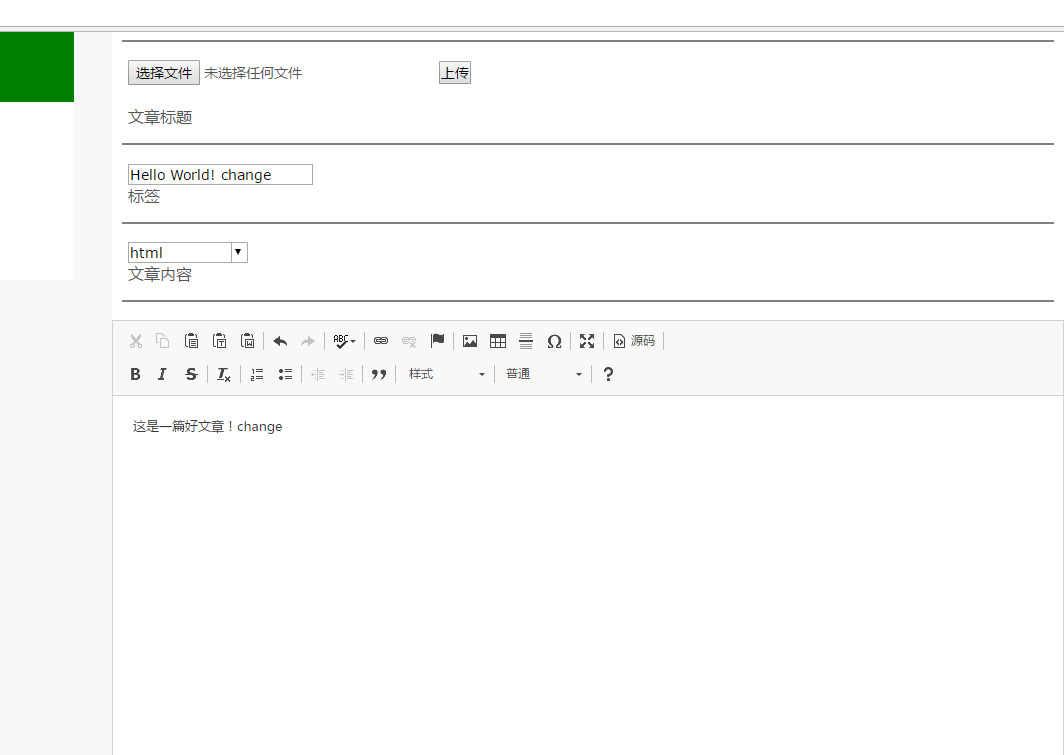 选择文件 未选择任何文件 上传
文章标题
Hello World! change
标签
html
文章内容
ABC 源码
B I S Tx 样式 普通 ?
这是一篇好文章！change